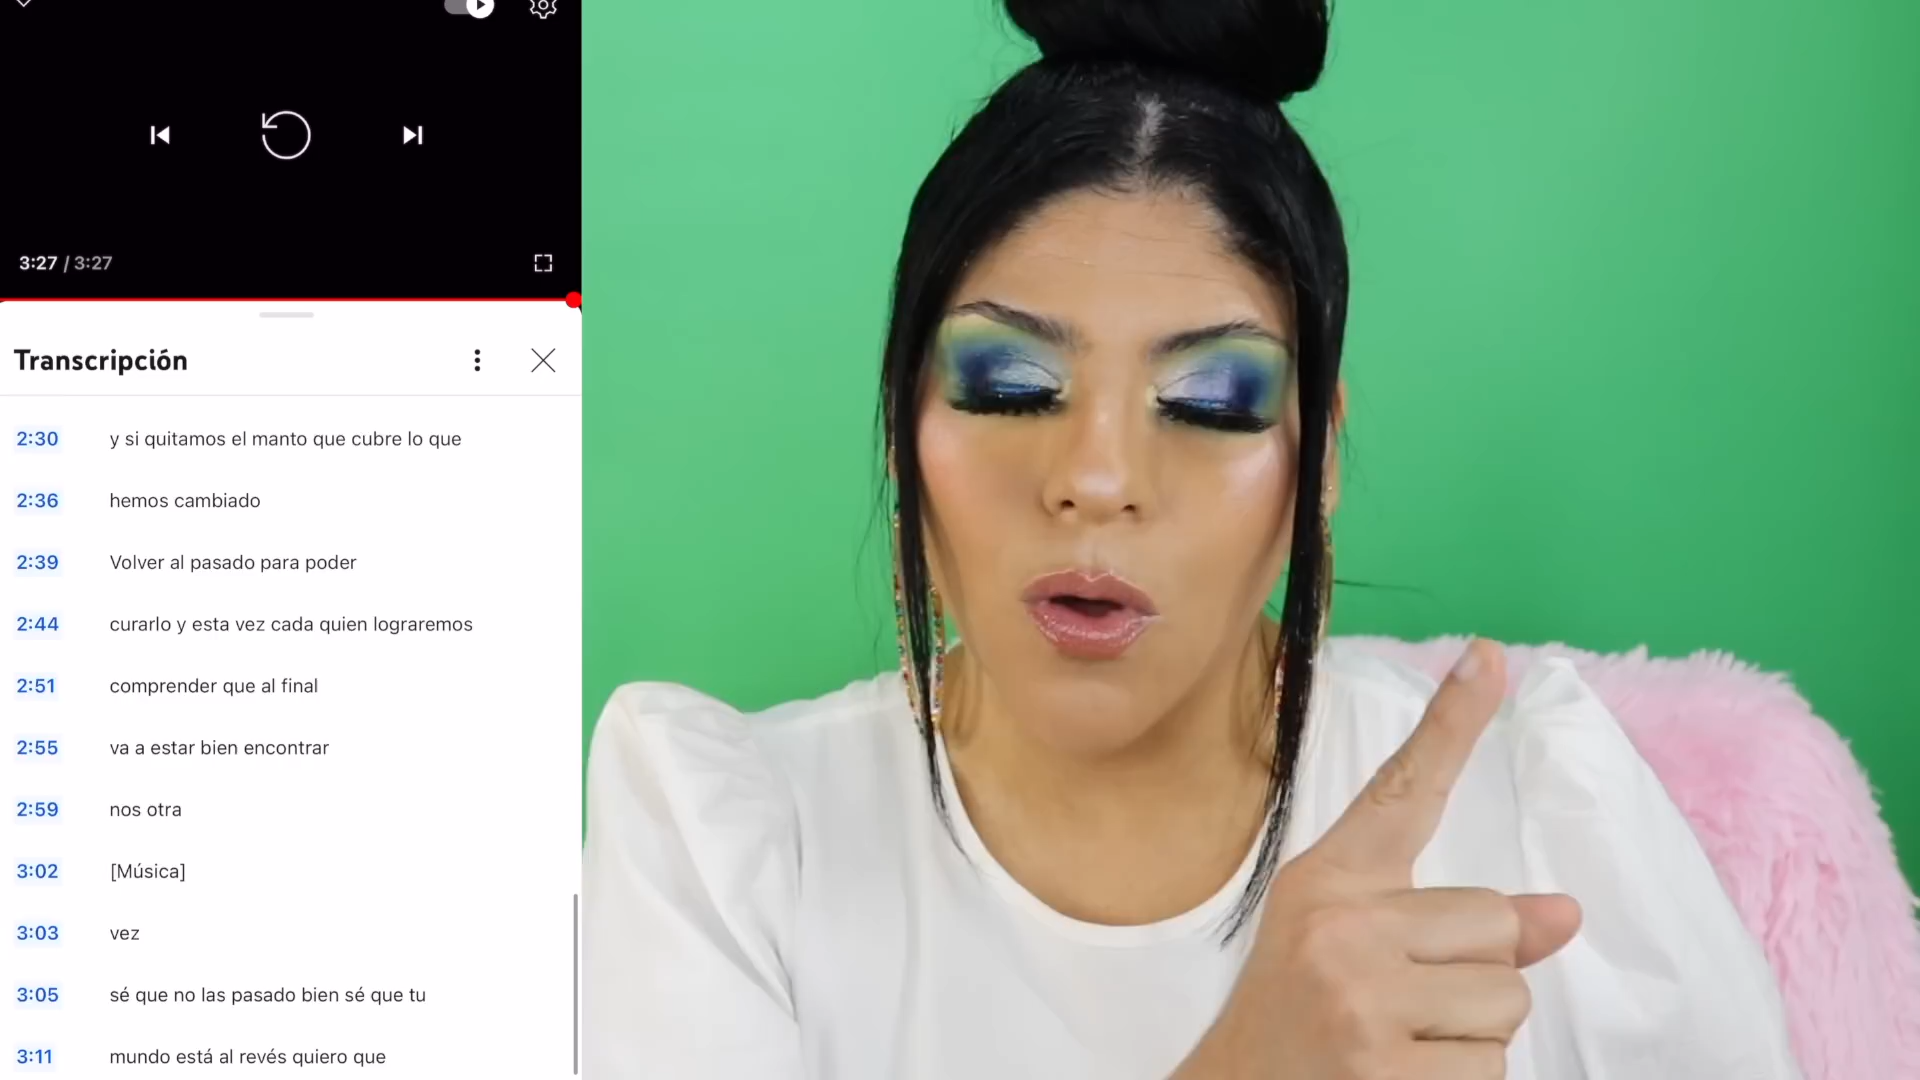 3:27 / 3:27
Transcripción
2:30 y si quitamos el manto que cubre lo que
2:36 hemos cambiado
2:39 Volver al pasado para poder
2:44 curarlo y esta vez cada quien lograremos
2:51 comprender que al final
2:55 va a estar bien encontrar
2:59 nos otra
3:02 [Música]
3:03 vez
3:05 sé que no las pasado bien sé que tu
3:11 mundo está al revés quiero que